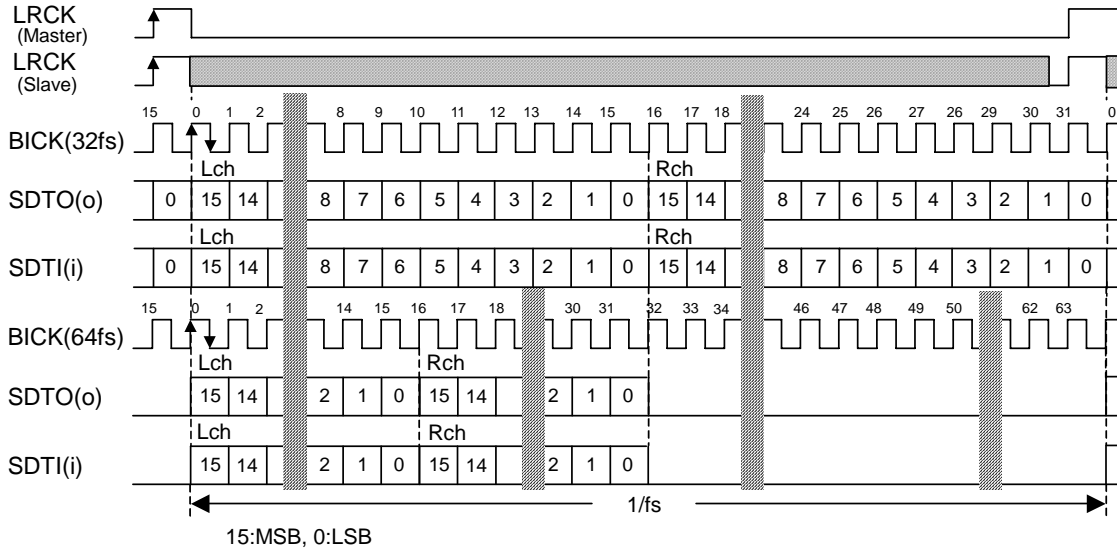 LRCK
(Master)
LRCK
(Slave)
15 0 1 2 8 9 10 11 12 13 14 15 16 17 18 24 25 26 27 26 29 30 31 0
BICK(32fs)
Lch Rch
SDTO(o) 0 15 14 8 7 6 5 4 3 2 1 0 15 14 8 7 6 5 4 3 2 1 0
Lch Rch
SDTI(i) 0 15 14 8 7 6 5 4 3 2 1 0 15 14 8 7 6 5 4 3 2 1 0
15 0 1 2 14 15 16 17 18 30 31 32 33 34 46 47 48 49 50 62 63
BICK(64fs)
Lch Rch
SDTO(o) 15 14 2 1 0 15 14 2 1 0
Lch Rch
SDTI(i) 15 14 2 1 0 15 14 2 1 0
1/fs
15:MSB, 0:LSB